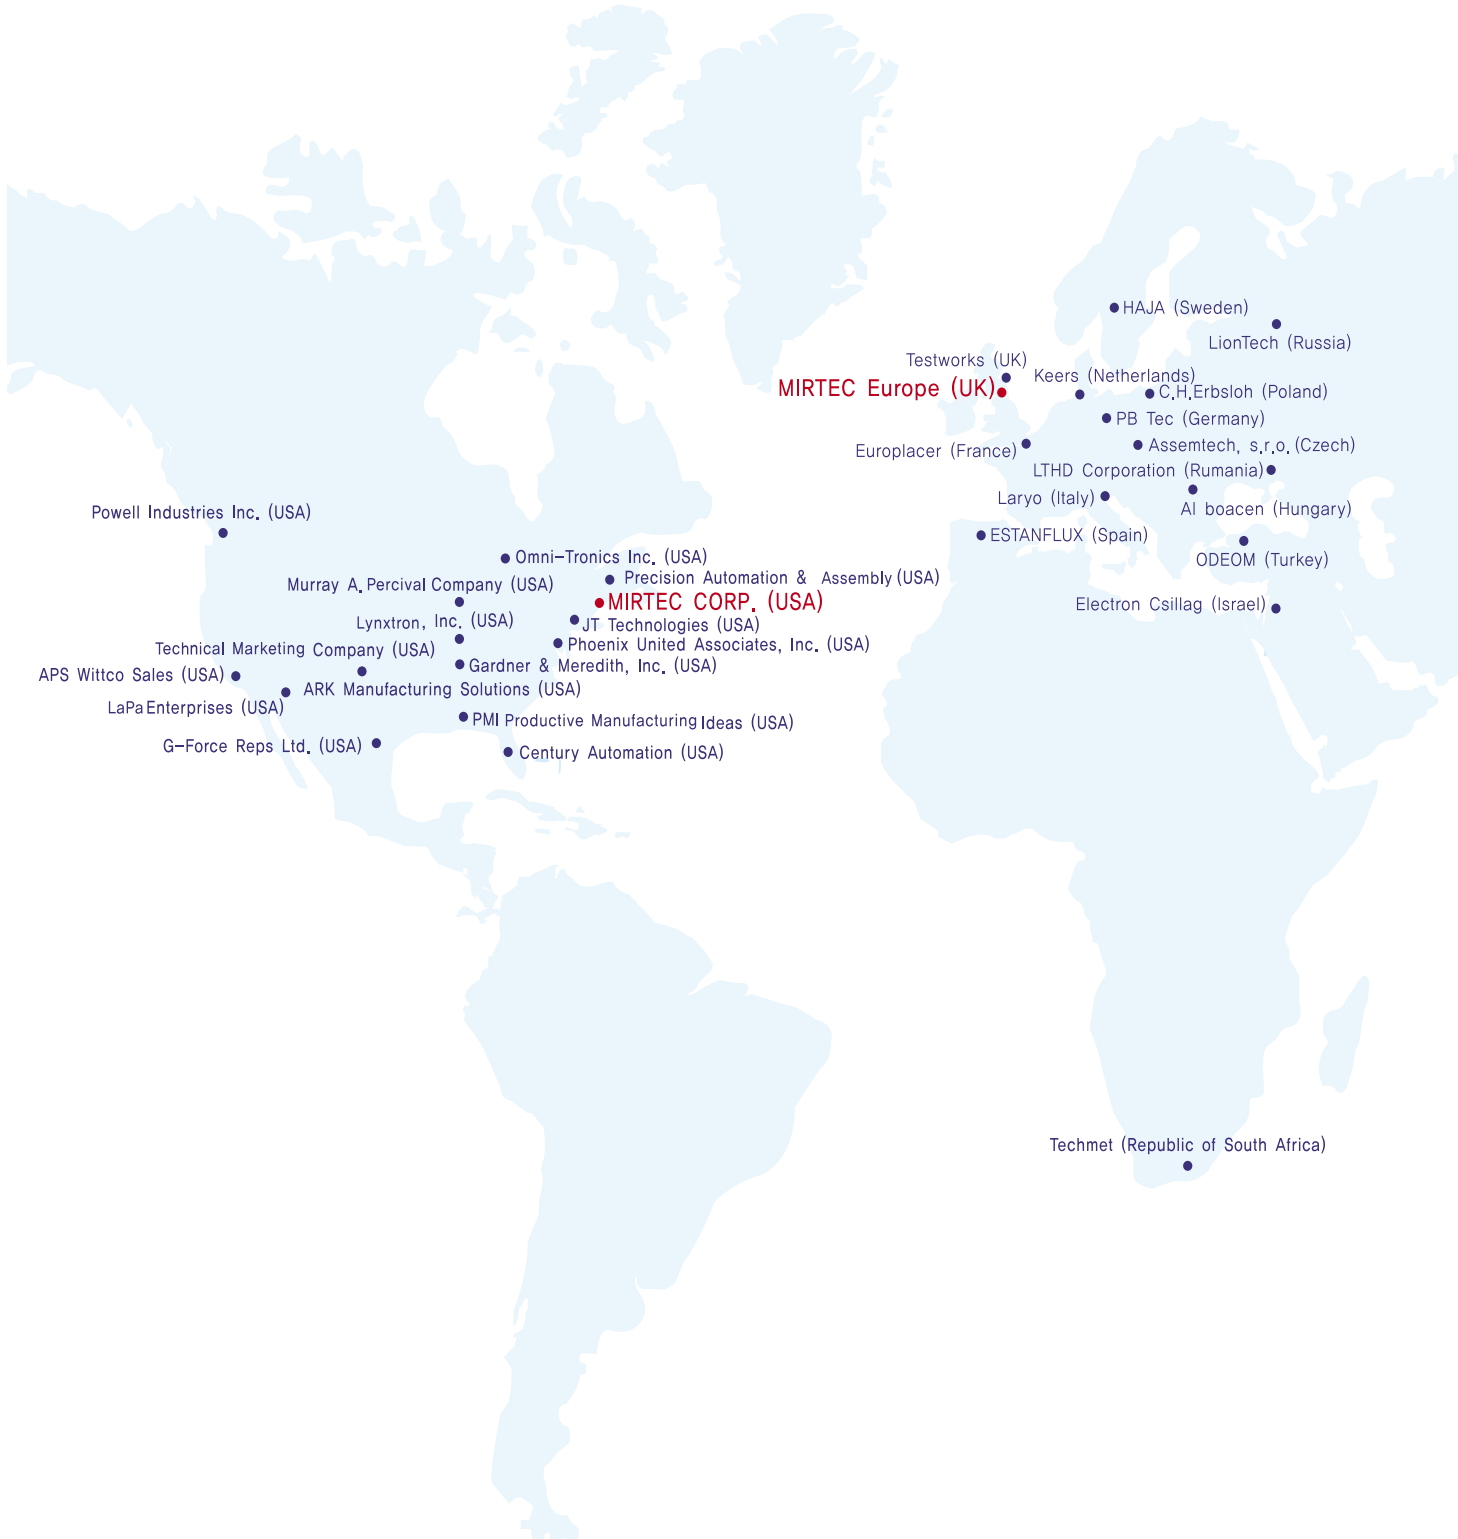 HAJA (Sweden)
LionTech (Russia)
Testworks (UK)
Keers (Netherlands)
MIRTEC Europe (UK)
C.H.Erbsloh (Poland)
PB Tec (Germany)
Europlacer (France)
Assemtech, s.r.o. (Czech)
LTHD Corporation (Rumania)
Laryo (Italy)
Al boacen (Hungary)
Powell Industries Inc. (USA)
ESTANFLUX (Spain)
ODEOM (Turkey)
Omni-Tronics Inc. (USA)
Precision Automation & Assembly (USA)
Murray A. Percival Company (USA)
MIRTEC CORP. (USA)
Electron Csillag (Israel)
Lynxtron, Inc. (USA)
JT Technologies (USA)
Phoenix United Associates, Inc. (USA)
Technical Marketing Company (USA)
Gardner & Meredith, Inc. (USA)
APS Wittco Sales (USA)
ARK Manufacturing Solutions (USA)
LaPa Enterprises (USA)
PMI Productive Manufacturing Ideas (USA)
G-Force Reps Ltd. (USA)
Century Automation (USA)
Techmet (Republic of South Africa)